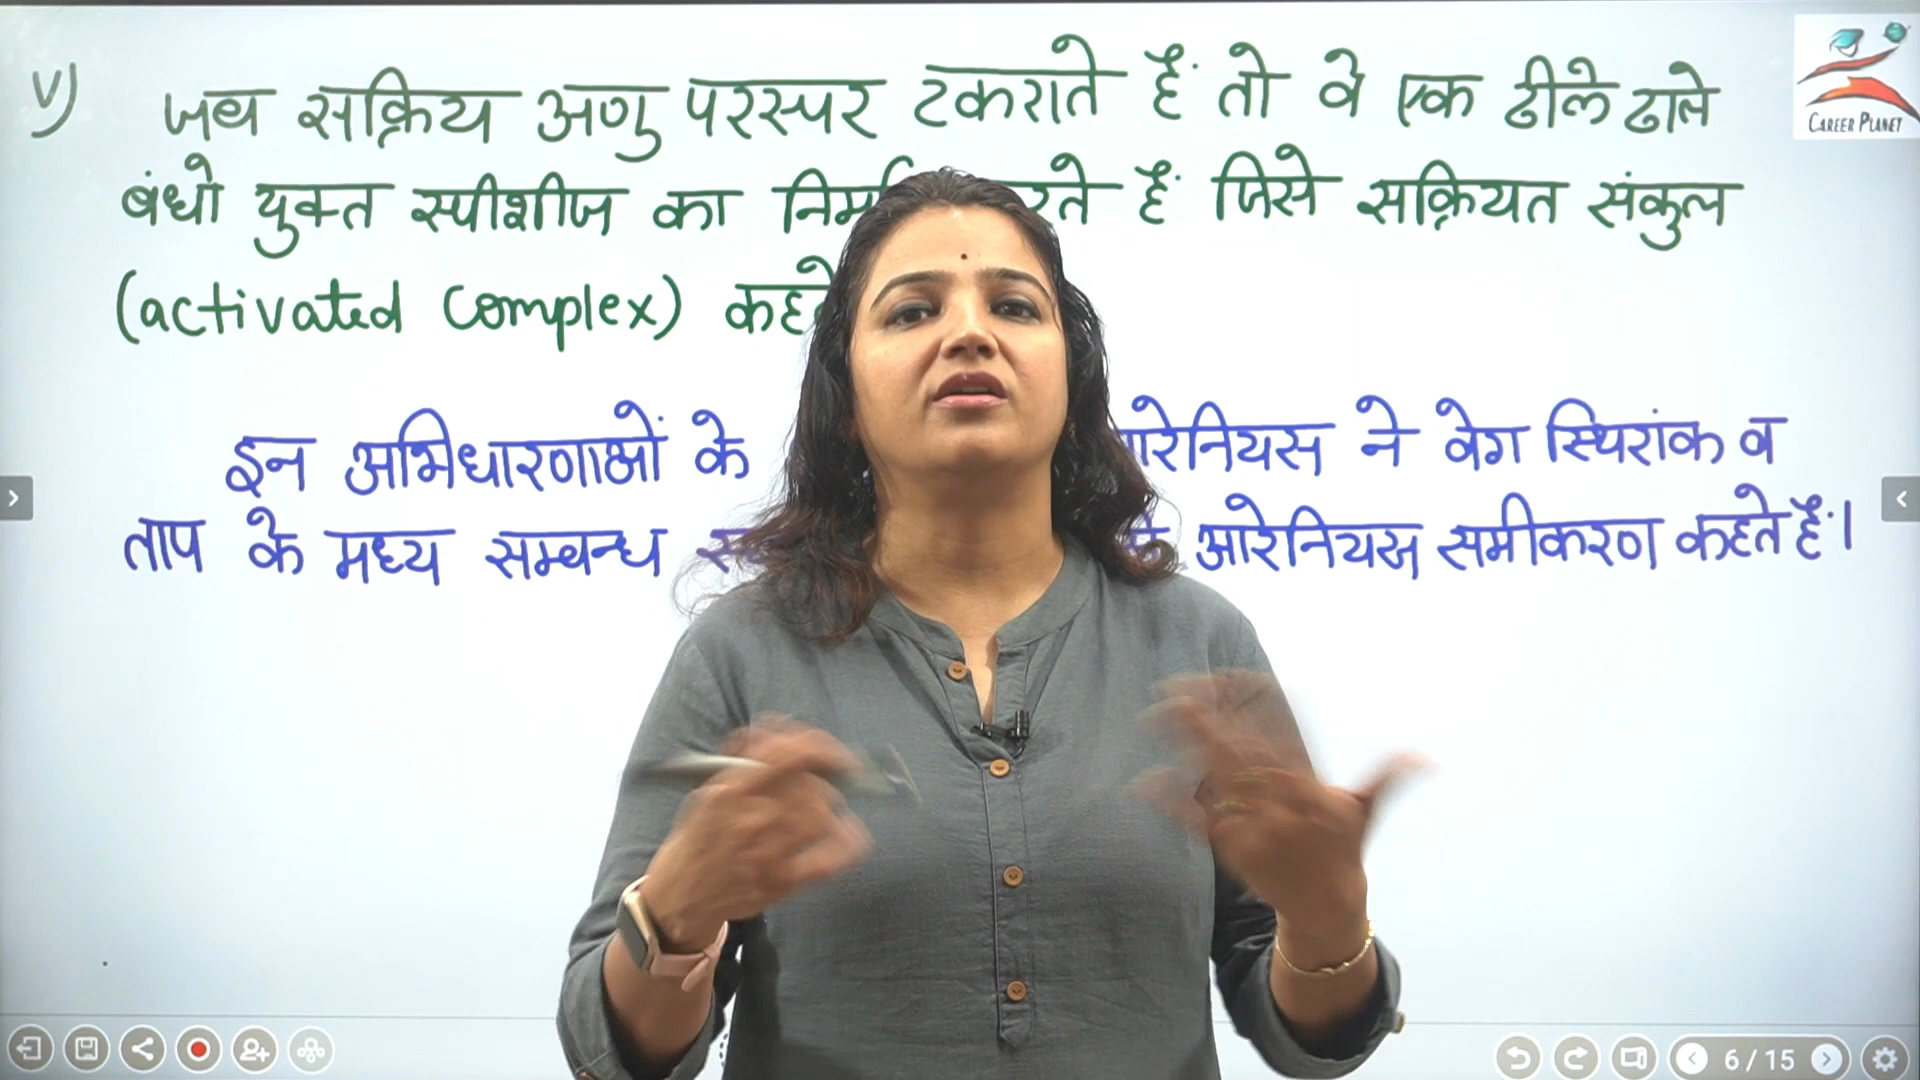 v) जब सक्रिय अणु परस्पर टकराते हैं तो वे एक ढीले ढाले
बंधो युक्त स्पीशीज का हैं जिसे सक्रियत संकुल
(activated complex)
इन अभिधारणाओं के ने वेग स्थिरांक व
ताप के मध्य सम्बन्ध आरेनियस समीकरण कहते हैं।
CAREER PLANET
6/15